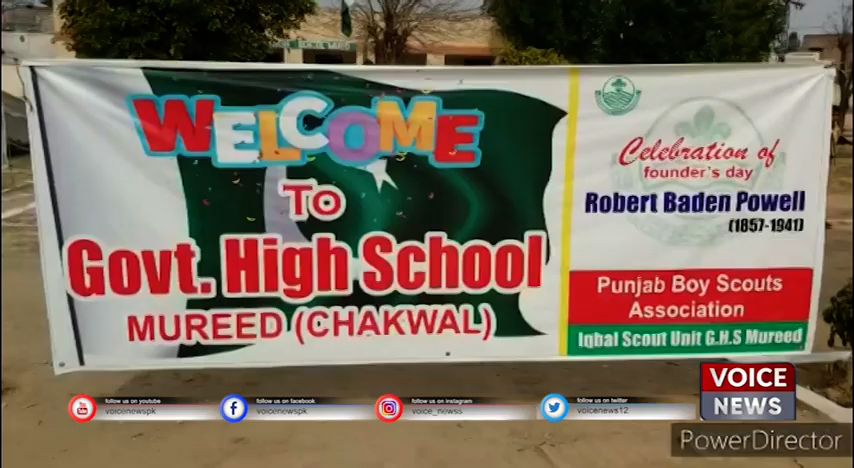 WELCOME
To
Govt. High School
MUREED (CHAKWAL)
Celebration of
founder's day
Robert Baden Powell
(1857-1941)
Punjab Boy Scouts
Association
Iqbal Scout Unit G.H.S Mureed
follow us on youtube
voicenewspk
follow us on facebook
voicenewspk
follow us on instagram
voice_newss
follow us on twitter
voicenews12
VOICE
NEWS
PowerDirector